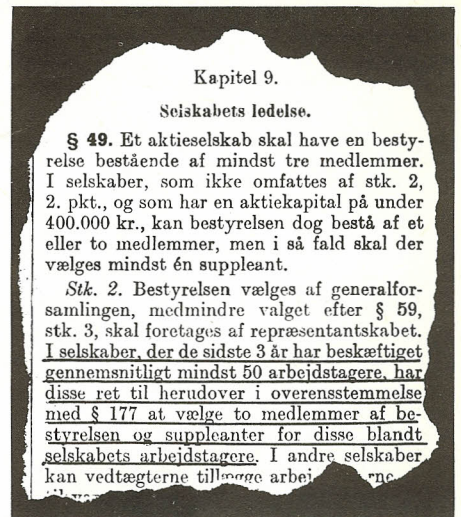 Kapitel 9.
Selskabets ledelse.
§ 49. Et aktieselskab skal have en besty-
relse bestående af mindst tre medlemmer.
I selskaber, som ikke omfattes af stk. 2,
2. pkt., og som har en aktiekapital på under
400.000 kr., kan bestyrelsen dog bestå af et
eller to medlemmer, men i så fald skal der
vælges mindst én suppleant.
Stk. 2. Bestyrelsen vælges af generalfor-
samlingen, medmindre valget efter § 59,
stk. 3, skal foretages af repræsentantskabet.
I selskaber, der de sidste 3 år har beskæftiget
gennemsnitligt mindst 50 arbejdstagere, har
disse ret til herudover i overensstemmelse
med § 177 at vælge to medlemmer af be-
styrelsen og suppleanter for disse blandt
selskabets arbejdstagere. I andre selskaber
kan vedtægterne tillægge